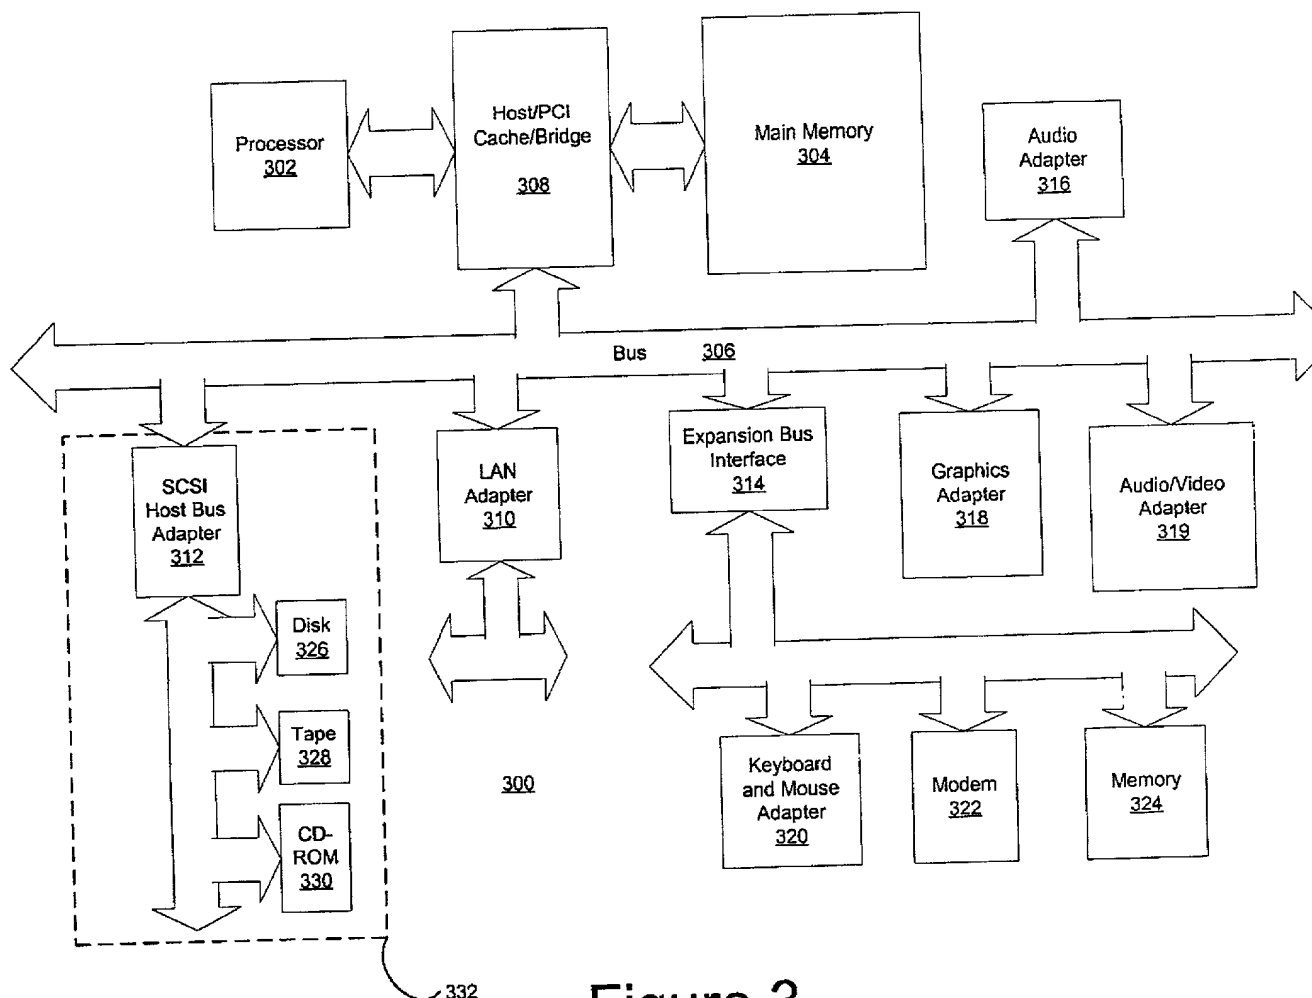 Processor
302
Host/PCI
Cache/Bridge
308
Main Memory
304
Audio
Adapter
316
Bus 306
SCSI
Host Bus
Adapter
312
LAN
Adapter
310
Expansion Bus
Interface
314
Graphics
Adapter
318
Audio/Video
Adapter
319
Disk
326
Tape
328
CD-
ROM
330
300
Keyboard
and Mouse
Adapter
320
Modem
322
Memory
324
332
Figure 3